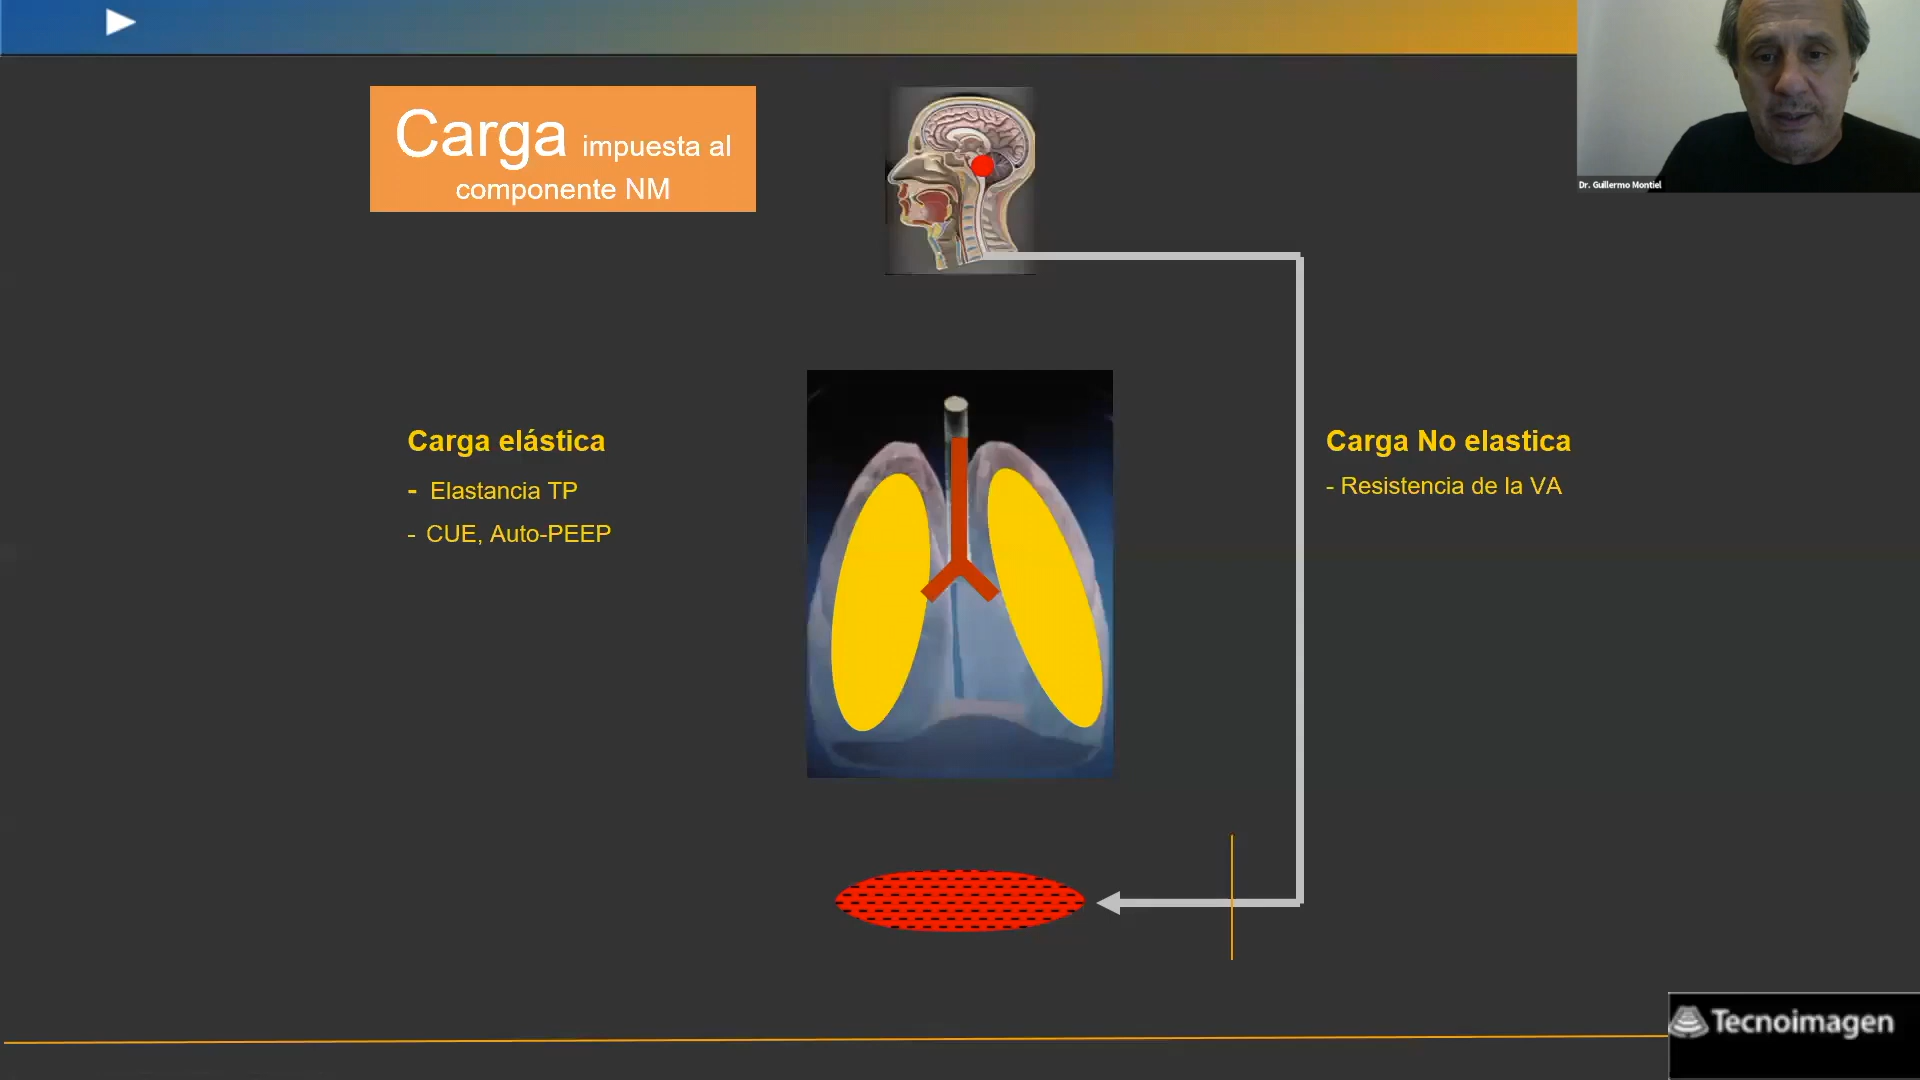 Carga impuesta al
componente NM
Dr. Guillermo Montiel
Carga elástica
- Elastancia TP
- CUE, Auto-PEEP
Carga No elastica
- Resistencia de la VA
Tecnoimagen